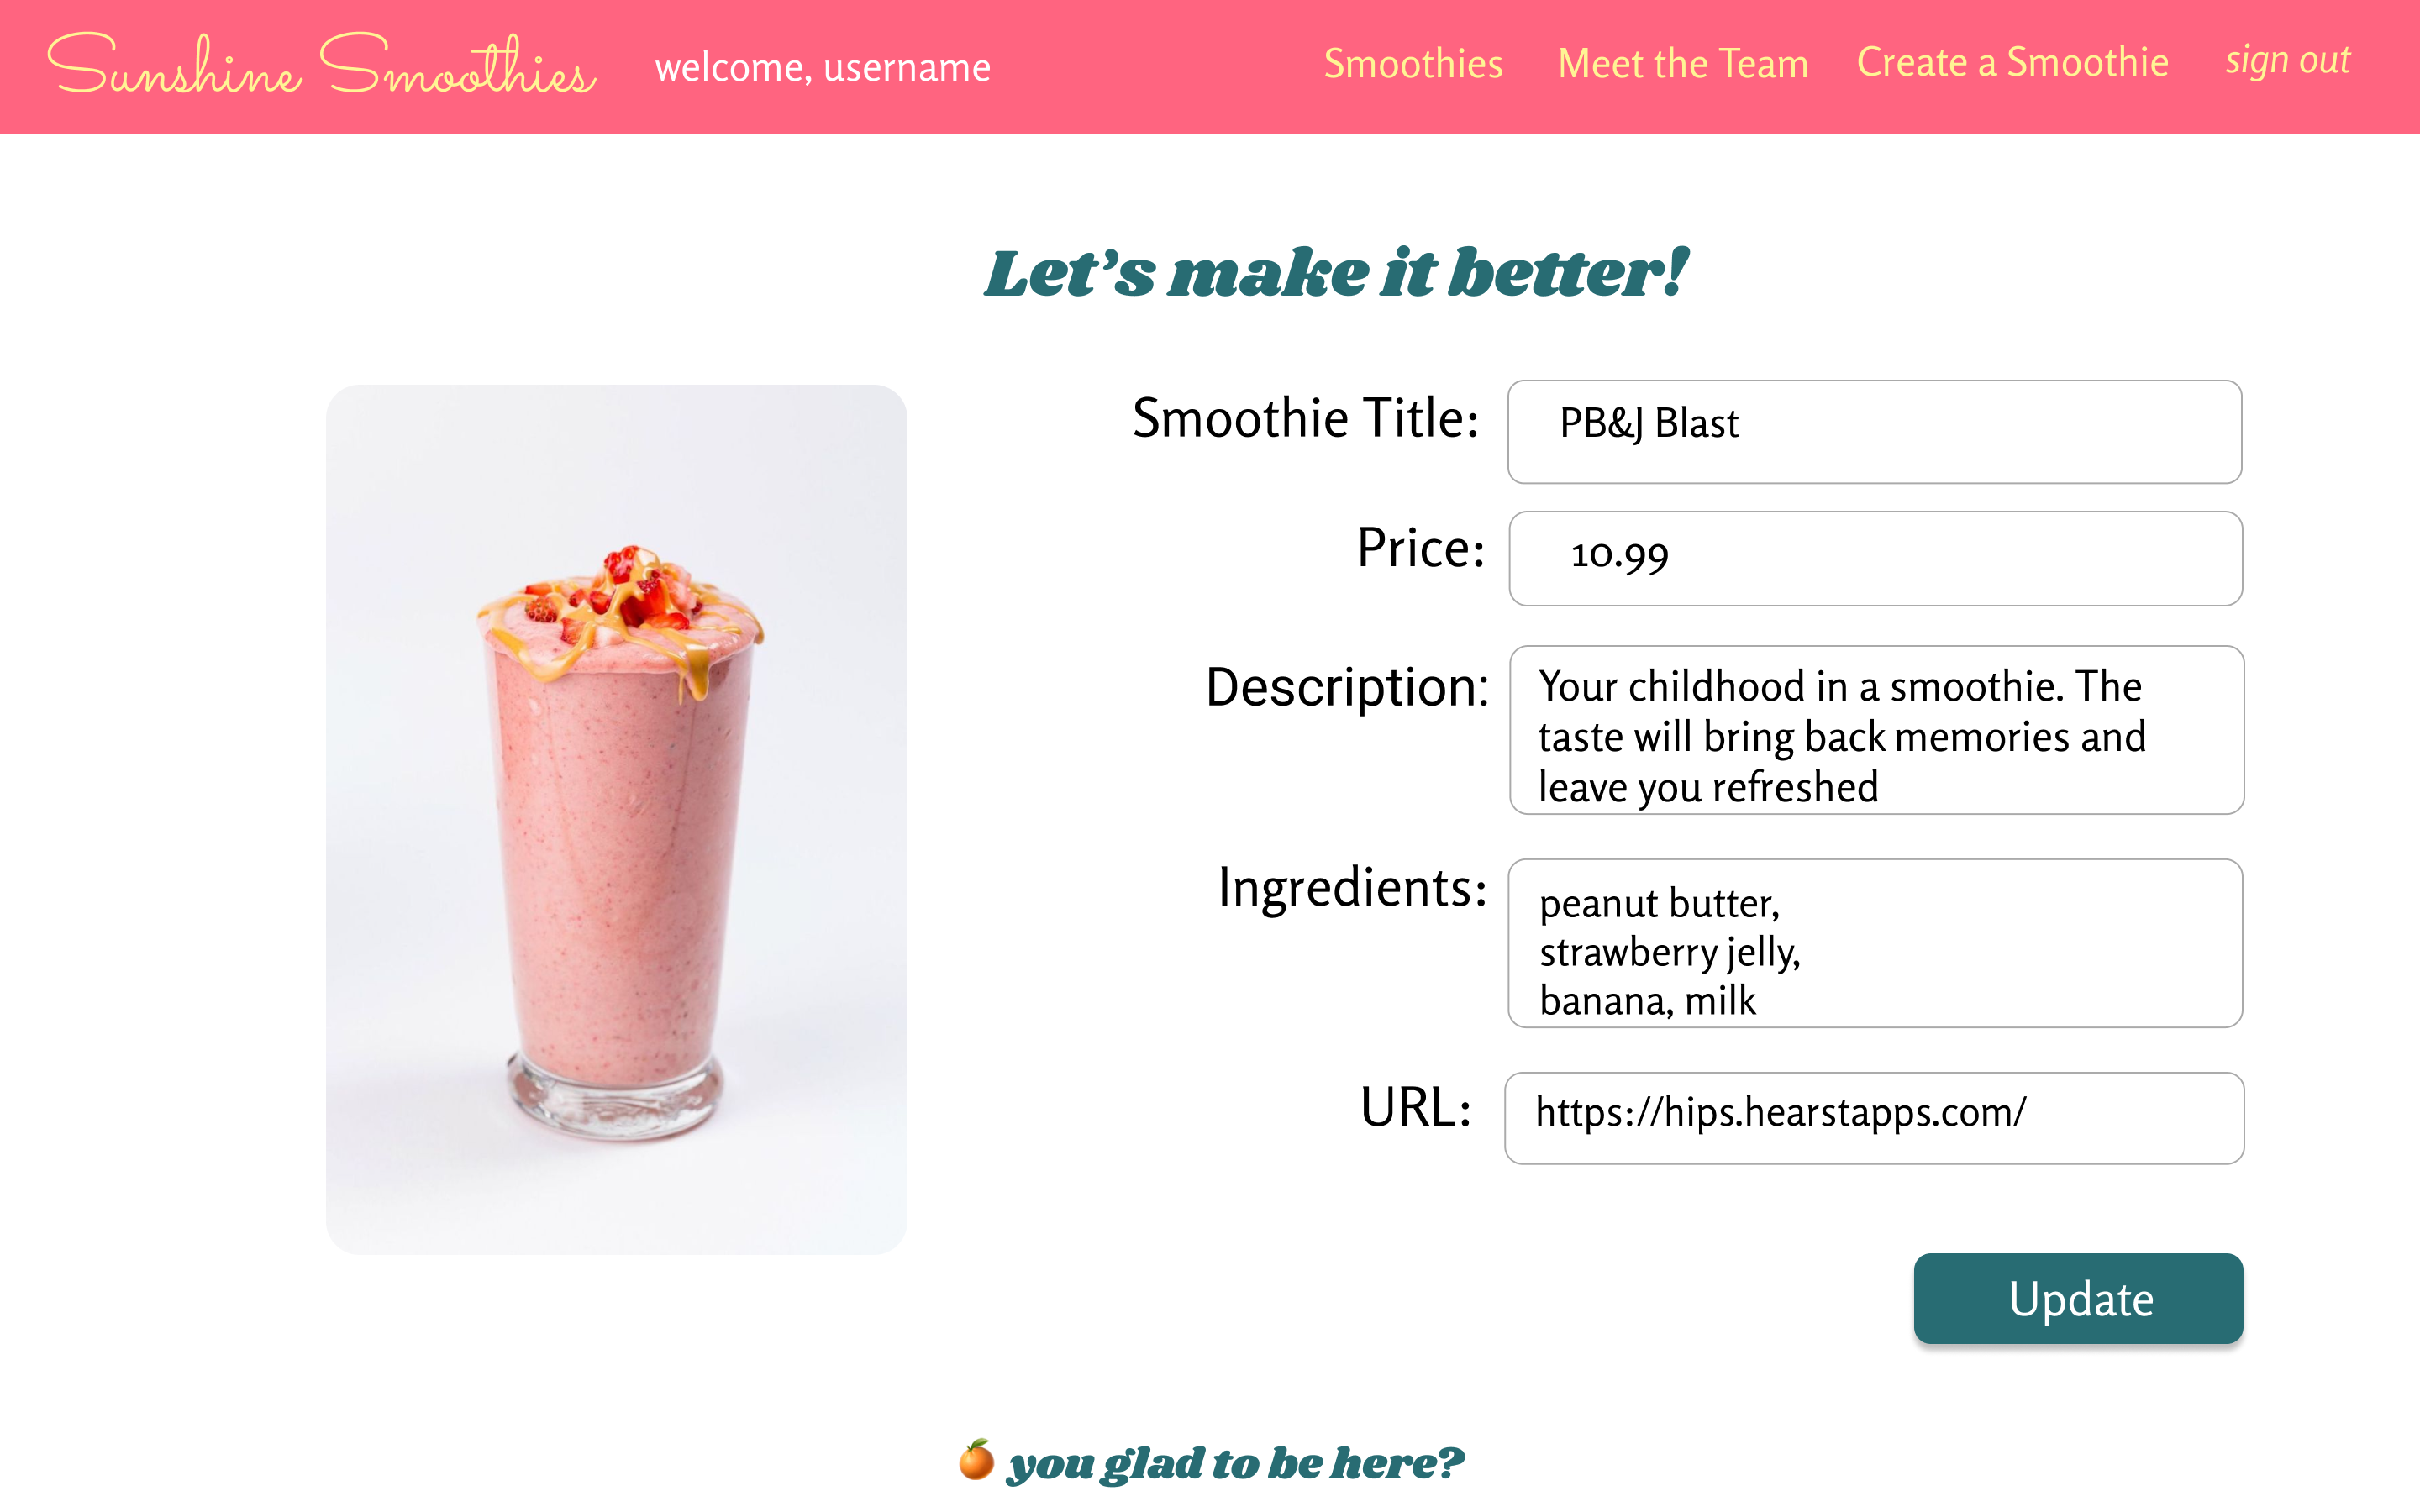 Sunshine Smoothies welcome, username Smoothies Meet the Team Create a Smoothie sign out
Let’s make it better!
Smoothie Title: PB&J Blast
Price: 10.99
Description: Your childhood in a smoothie. The
taste will bring back memories and
leave you refreshed
Ingredients: peanut butter,
strawberry jelly,
banana, milk
URL: https://hips.hearstapps.com/
Update
🍊 you glad to be here?